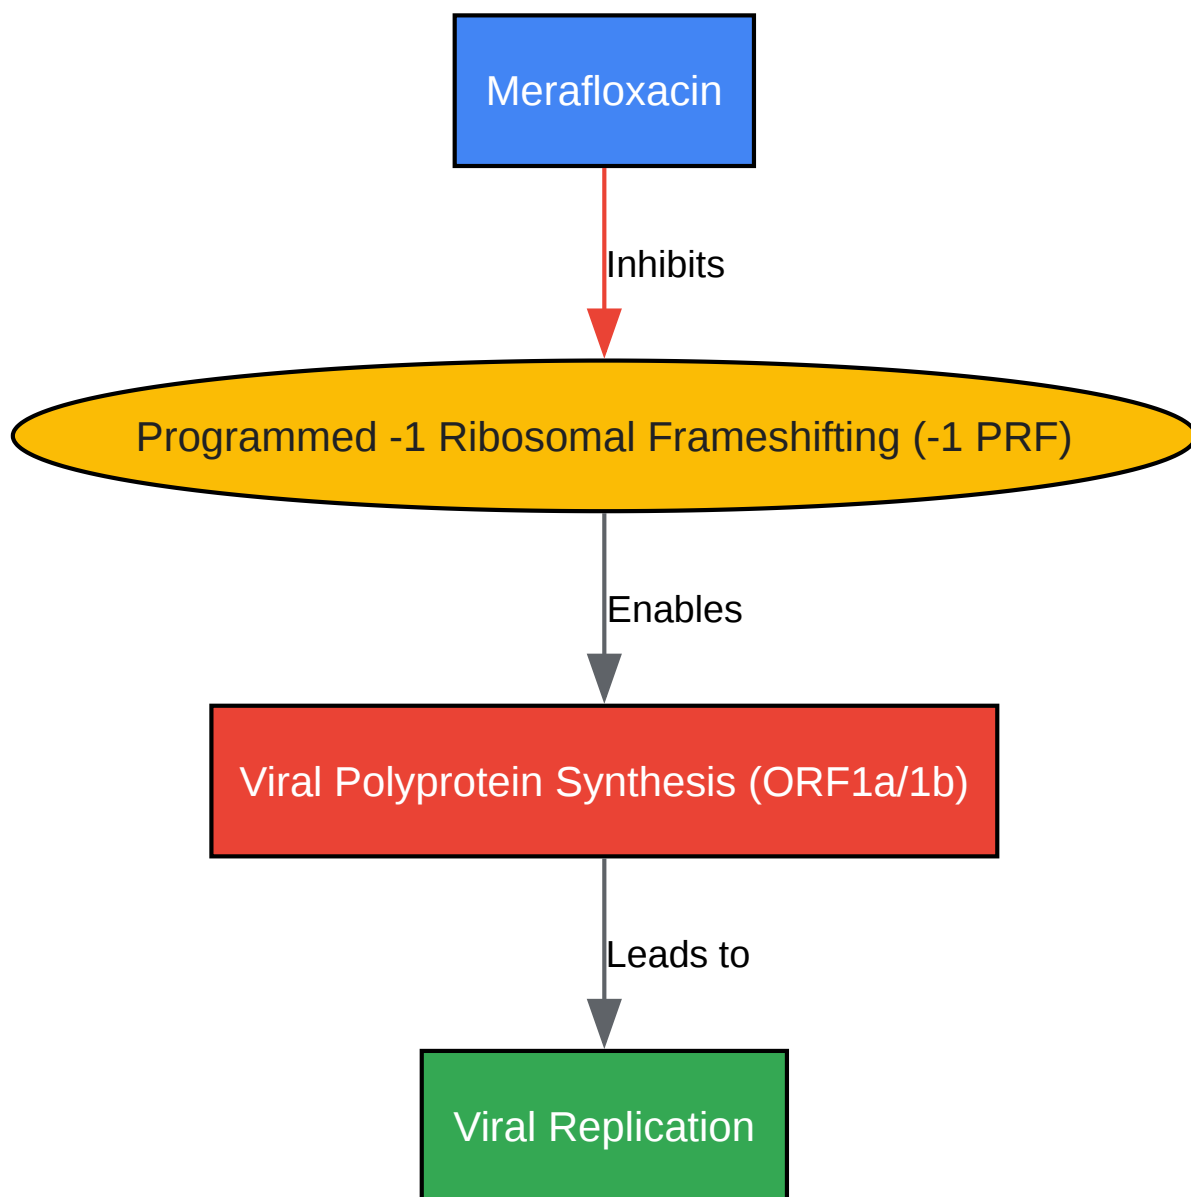 Merafloxacin
Inhibits
Programmed -1 Ribosomal Frameshifting (-1 PRF)
Enables
Viral Polyprotein Synthesis (ORF1a/1b)
Leads to
Viral Replication